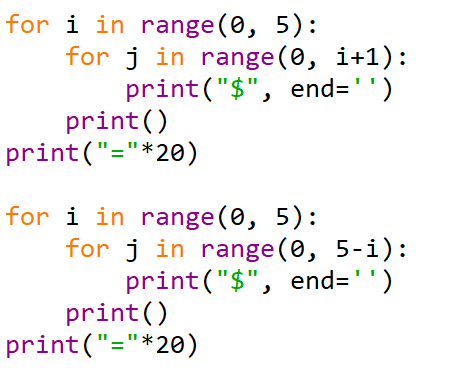 for i in range(0, 5):
    for j in range(0, i+1):
        print("$", end='')
    print()
print("="*20)

for i in range(0, 5):
    for j in range(0, 5-i):
        print("$", end='')
    print()
print("="*20)